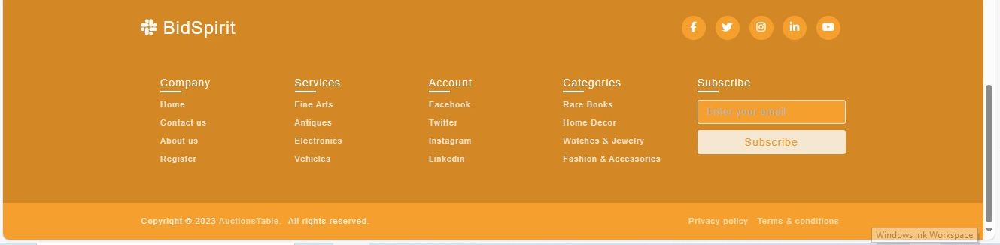 BidSpirit
Company
Home
Contact us
About us
Register
Services
Fine Arts
Antiques
Electronics
Vehicles
Account
Facebook
Twitter
Instagram
Linkedin
Categories
Rare Books
Home Decor
Watches & Jewelry
Fashion & Accessories
Subscribe
Enter your email
Subscribe
Copyright © 2023 AuctionsTable. All rights reserved.
Privacy policy Terms & conditions
Windows Ink Workspace